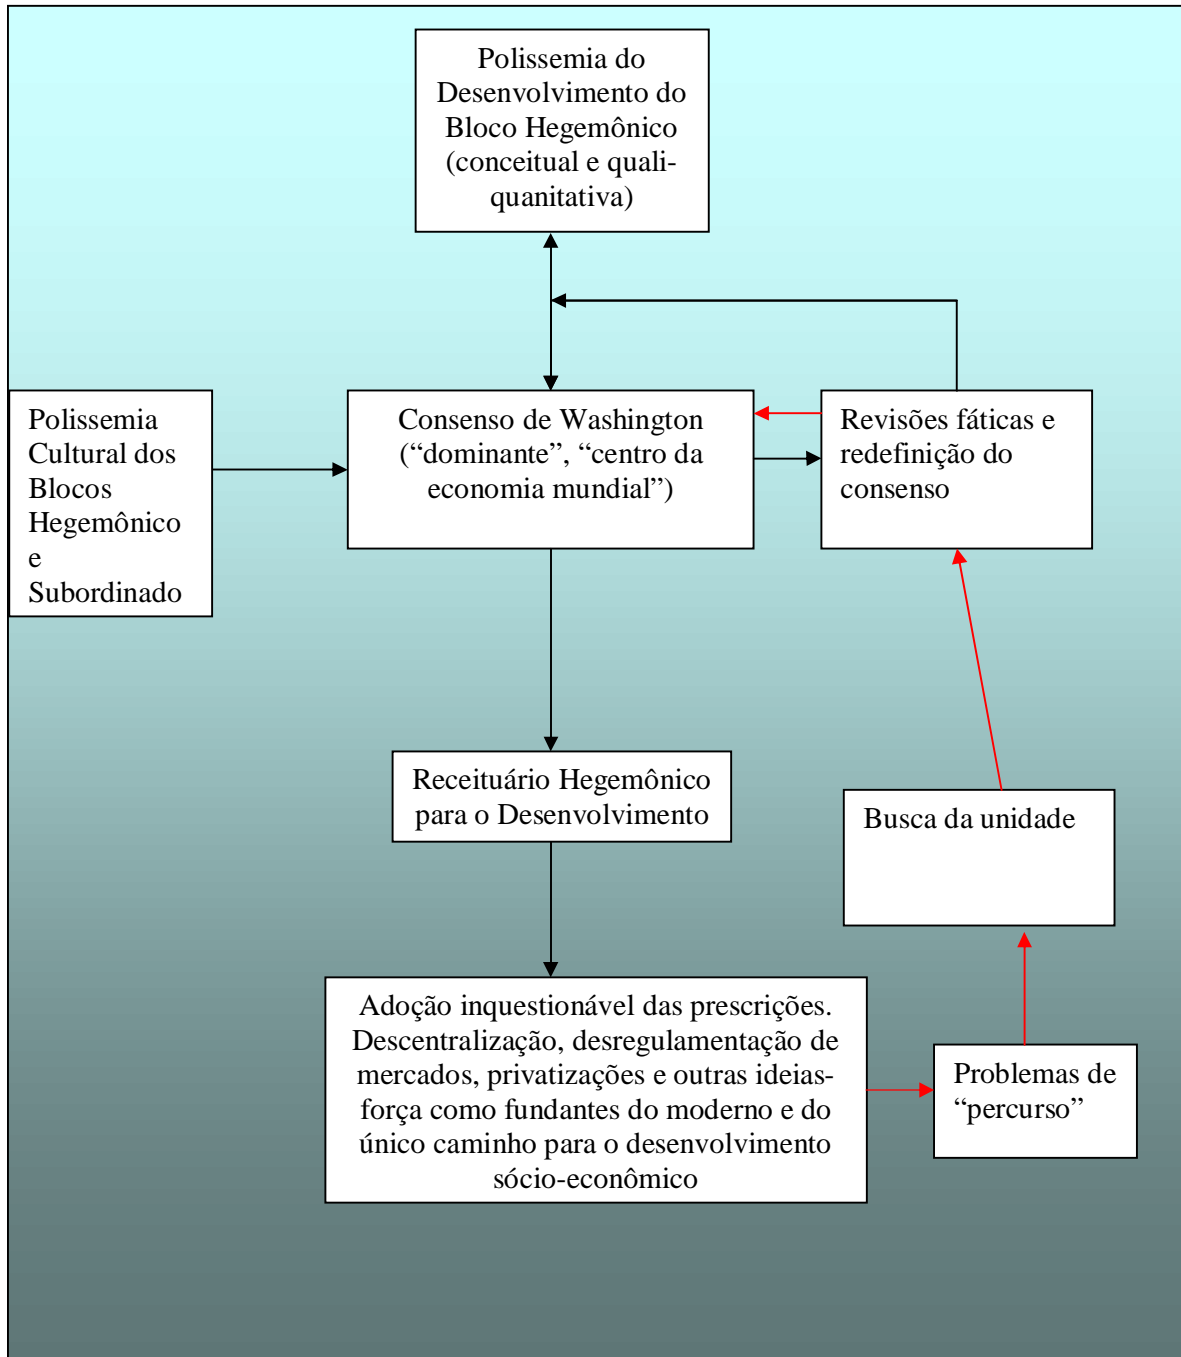 Polissemia do
Desenvolvimento do
Bloco Hegemônico
(conceitual e quali-
quanitativa)
Polissemia
Cultural dos
Blocos
Hegemônico
e
Subordinado
Consenso de Washington
(“dominante”, “centro da
economia mundial”)
Revisões fáticas e
redefinição do
consenso
Receituário Hegemônico
para o Desenvolvimento
Busca da unidade
Adoção inquestionável das prescrições.
Descentralização, desregulamentação de
mercados, privatizações e outras ideias-
força como fundantes do moderno e do
único caminho para o desenvolvimento
sócio-econômico
Problemas de
“percurso”